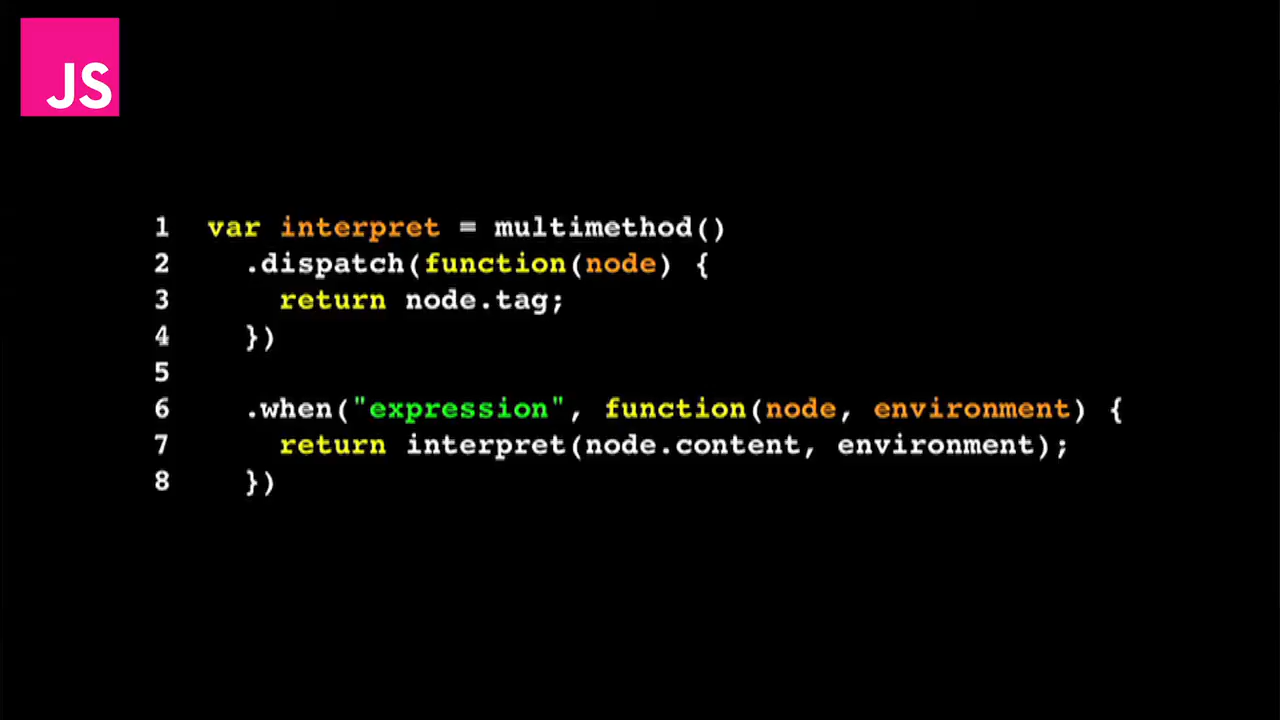 JS
1 var interpret = multimethod()
2   .dispatch(function(node) {
3     return node.tag;
4   })
5
6   .when("expression", function(node, environment) {
7     return interpret(node.content, environment);
8   })